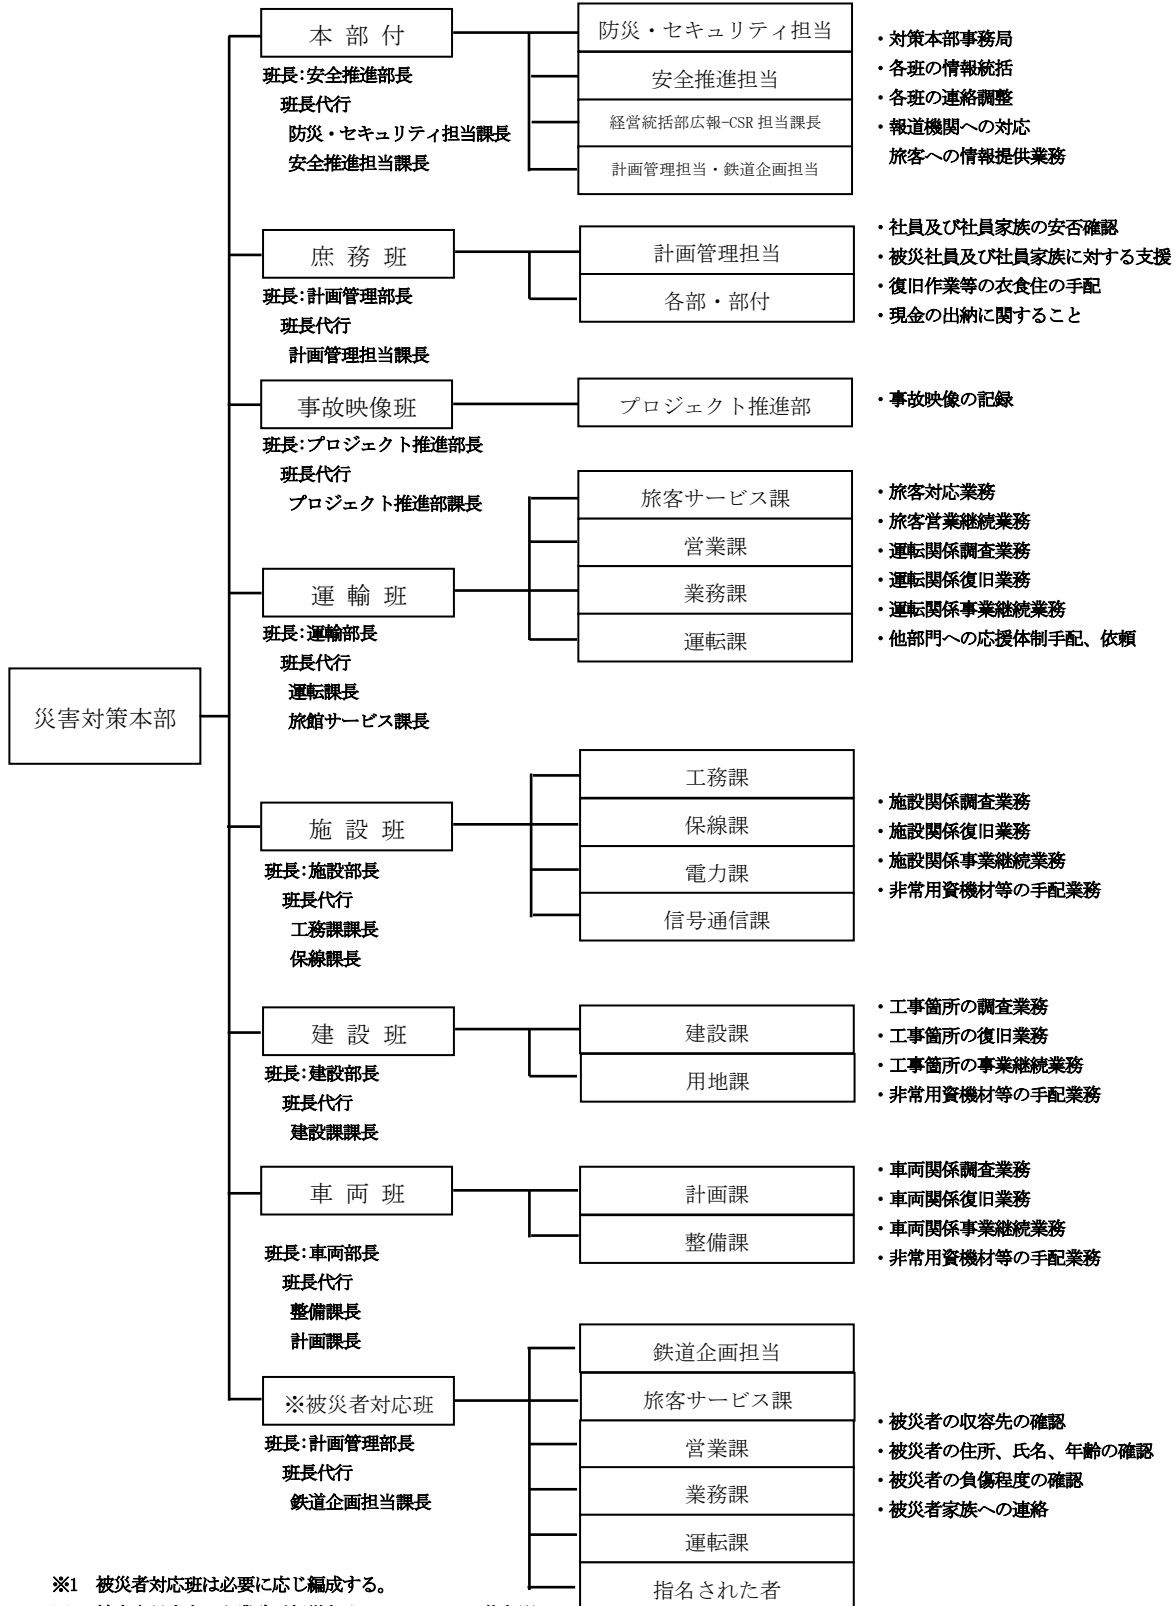 本 部 付
班長：安全推進部長
班長代行
防災・セキュリティ担当課長
安全推進担当課長
防災・セキュリティ担当
安全推進担当
経営統括部広報-CSR 担当課長
計画管理担当・鉄道企画担当
・対策本部事務局
・各班の情報統括
・各班の連絡調整
・報道機関への対応
旅客への情報提供業務
庶 務 班
班長：計画管理部長
班長代行
計画管理担当課長
計画管理担当
各部・部付
・社員及び社員家族の安否確認
・被災社員及び社員家族に対する支援
・復旧作業等の衣食住の手配
・現金の出納に関すること
事故映像班
班長：プロジェクト推進部長
班長代行
プロジェクト推進部課長
プロジェクト推進部
・事故映像の記録
運 輸 班
班長：運輸部長
班長代行
運転課長
旅館サービス課長
旅客サービス課
営業課
業務課
運転課
・旅客対応業務
・旅客営業継続業務
・運転関係調査業務
・運転関係復旧業務
・運転関係事業継続業務
・他部門への応援体制手配、依頼
災害対策本部
施 設 班
班長：施設部長
班長代行
工務課課長
保線課長
工務課
保線課
電力課
信号通信課
・施設関係調査業務
・施設関係復旧業務
・施設関係事業継続業務
・非常用資機材等の手配業務
建 設 班
班長：建設部長
班長代行
建設課課長
建設課
用地課
・工事箇所の調査業務
・工事箇所の復旧業務
・工事箇所の事業継続業務
・非常用資機材等の手配業務
車 両 班
班長：車両部長
班長代行
整備課長
計画課長
計画課
整備課
・車両関係調査業務
・車両関係復旧業務
・車両関係事業継続業務
・非常用資機材等の手配業務
※被災者対応班
班長：計画管理部長
班長代行
鉄道企画担当課長
鉄道企画担当
旅客サービス課
営業課
業務課
運転課
指名された者
・被災者の収容先の確認
・被災者の住所、氏名、年齢の確認
・被災者の負傷程度の確認
・被災者家族への連絡
※1 被災者対応班は必要に応じ編成する。